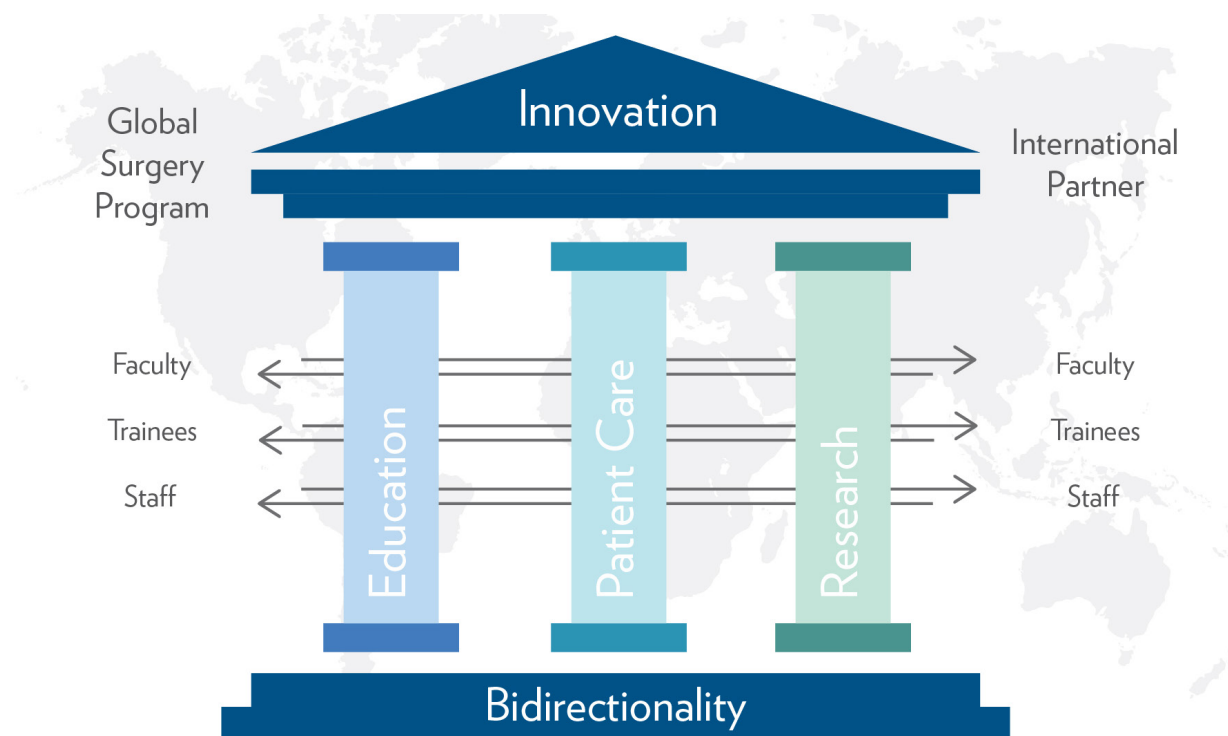 Innovation
Global
Surgery
Program
International
Partner
Faculty
Faculty
Trainees
Trainees
Staff
Staff
Education
Patient Care
Research
Bidirectionality